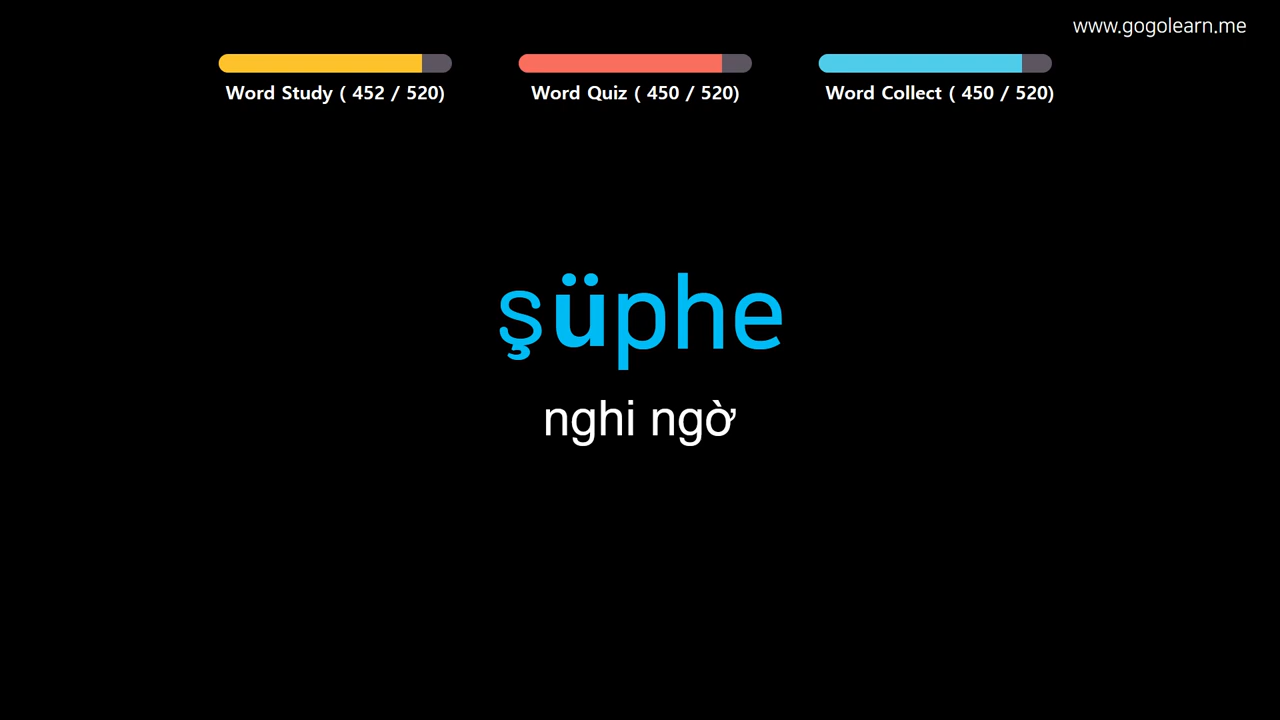 www.gogolearn.me
Word Study ( 452 / 520)
Word Quiz ( 450 / 520)
Word Collect ( 450 / 520)
şüphe
nghi ngờ